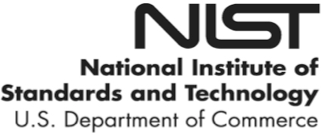 NIST
National Institute of
Standards and Technology
U.S. Department of Commerce